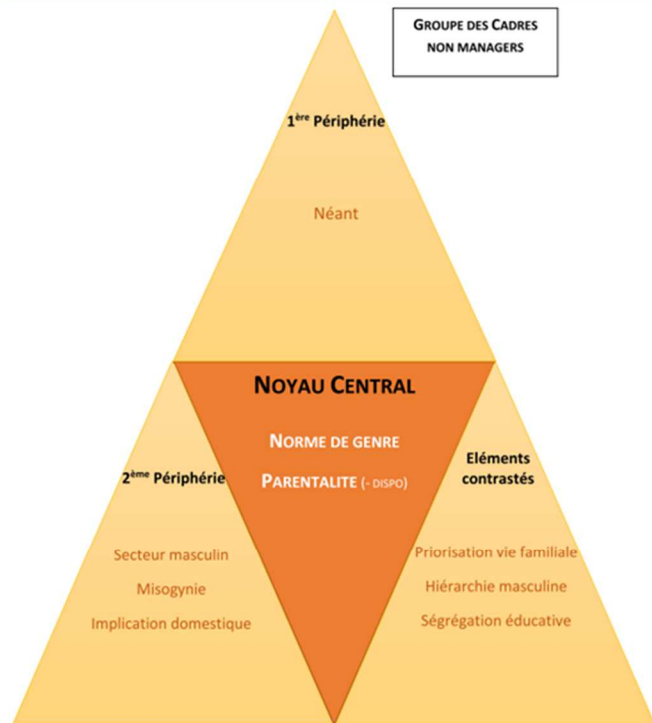 GROUPE DES CADRES
NON MANAGERS
1ère Périphérie
Néant
NOYAU CENTRAL
NORME DE GENRE
PARENTALITE (- DISPO)
2ème Périphérie
Secteur masculin
Misogynie
Implication domestique
Eléments
contrastés
Priorisation vie familiale
Hiérarchie masculine
Ségrégation éducative